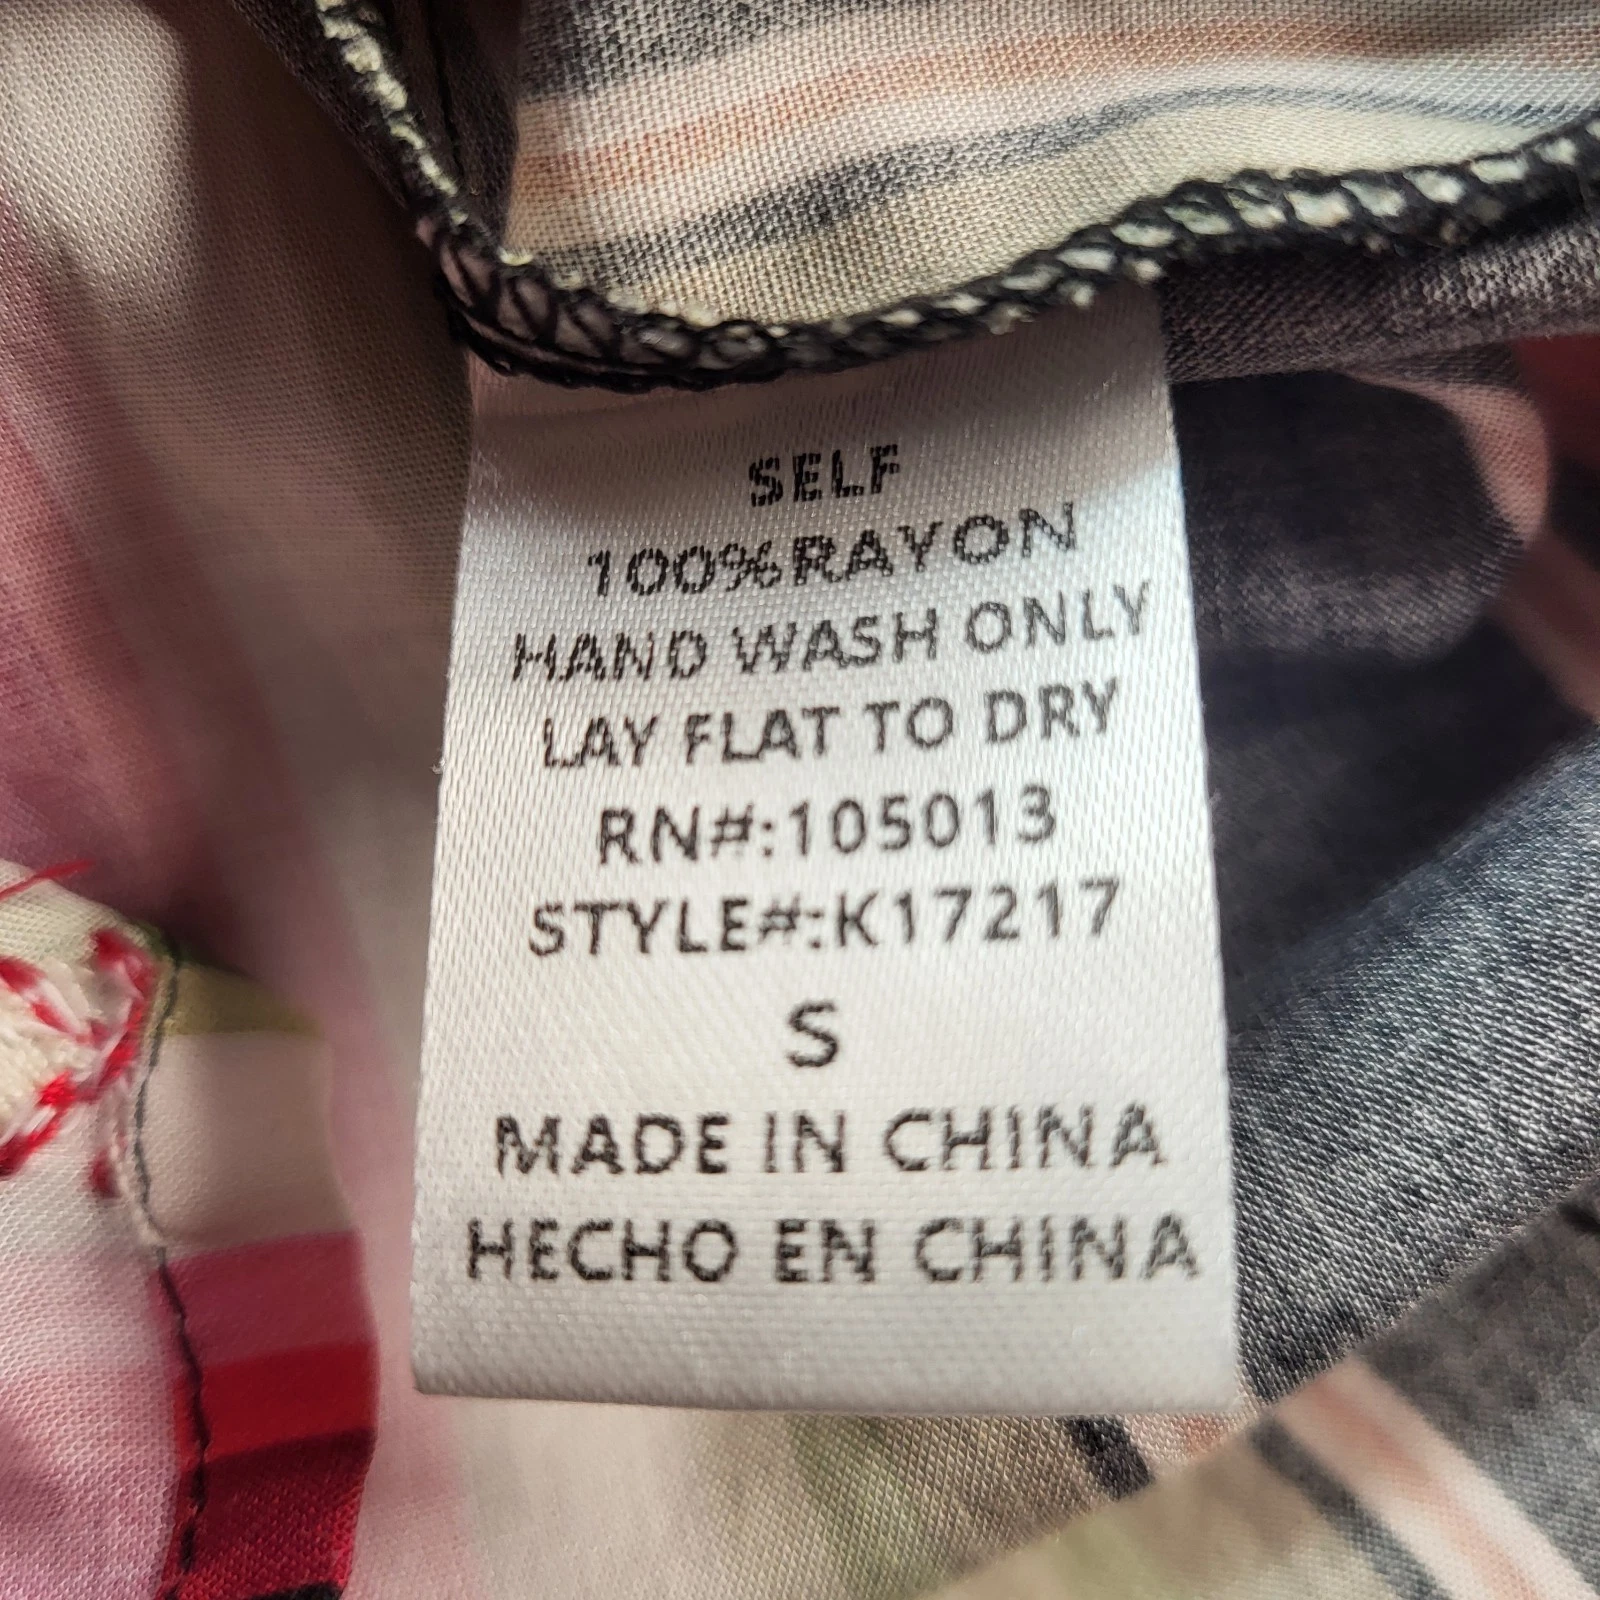 SELF
100%RAYON
HAND WASH ONLY
LAY FLAT TO DRY
RN#:105013
STYLE#:K17217
S
MADE IN CHINA
HECHO EN CHINA